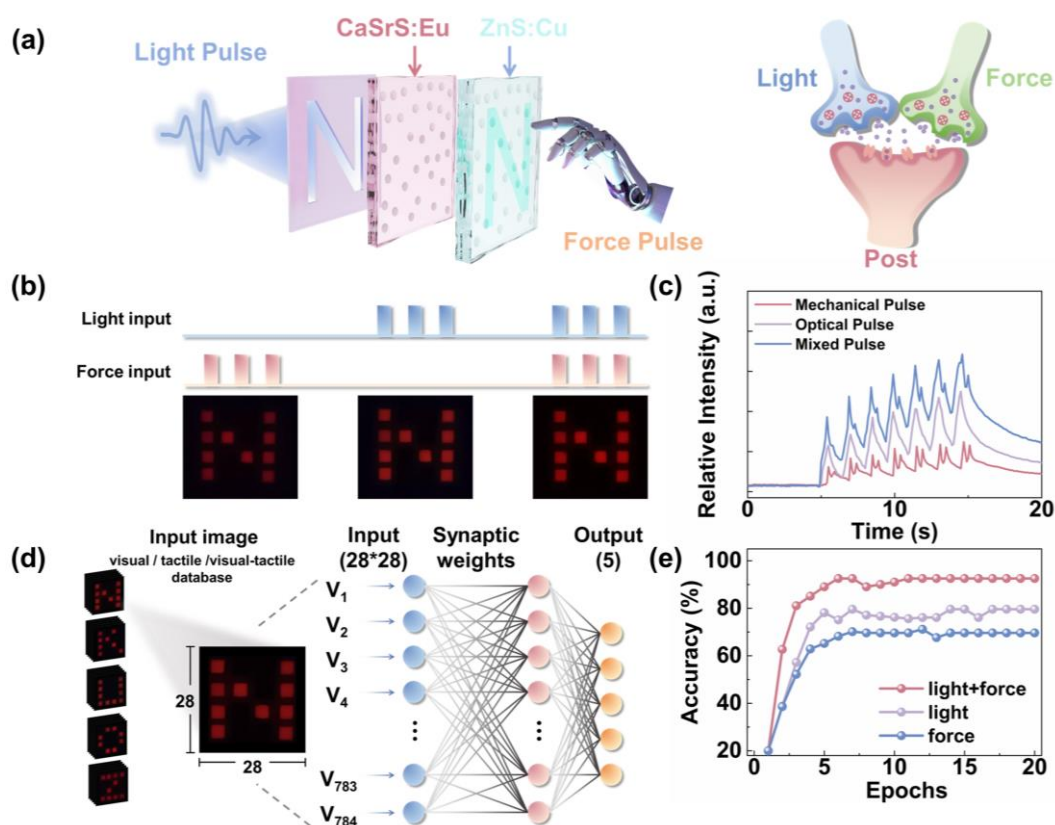 (a)
CaSrS:Eu
ZnS:Cu
Light Pulse
Force Pulse
Light
Force
Post
(b)
Light input
Force input
(c)
Relative Intensity (a.u.)
Mechanical Pulse
Optical Pulse
Mixed Pulse
0
5
10
15
20
Time (s)
(d)
Input image
visual / tactile /visual-tactile
database
28
28
Input
(28*28)
Synaptic
weights
Output
(5)
V1
V2
V3
V4
V783
V784
(e)
Accuracy (%)
100
80
60
40
20
light+force
light
force
0
5
10
15
20
Epochs